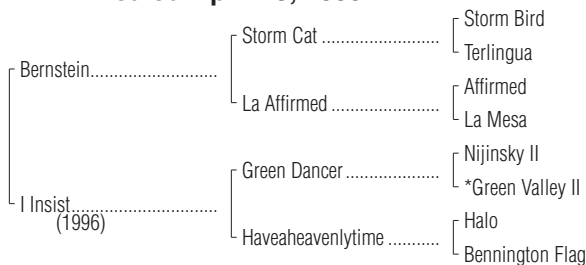 Storm Bird
Storm Cat ..........................
Terlingua
Bernstein.....................................
Affirmed
La Affirmed ...............................
La Mesa
Nijinsky II
Green Dancer ...........................
*Green Valley II
I Insist...........................................
(1996)
Halo
Haveaheavenlytime ...............
Bennington Flag